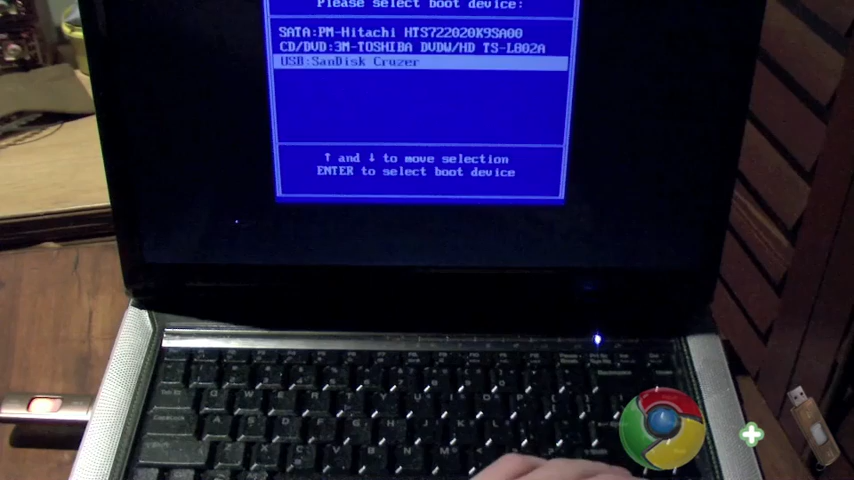 Please select boot device:
SATA:PM-Hitachi HTS722020K9SA00
CD/DVD:3M-TOSHIBA DVDW/HD TS-L802A
USB:SanDisk Cruzer
↑ and ↓ to move selection
ENTER to select boot device